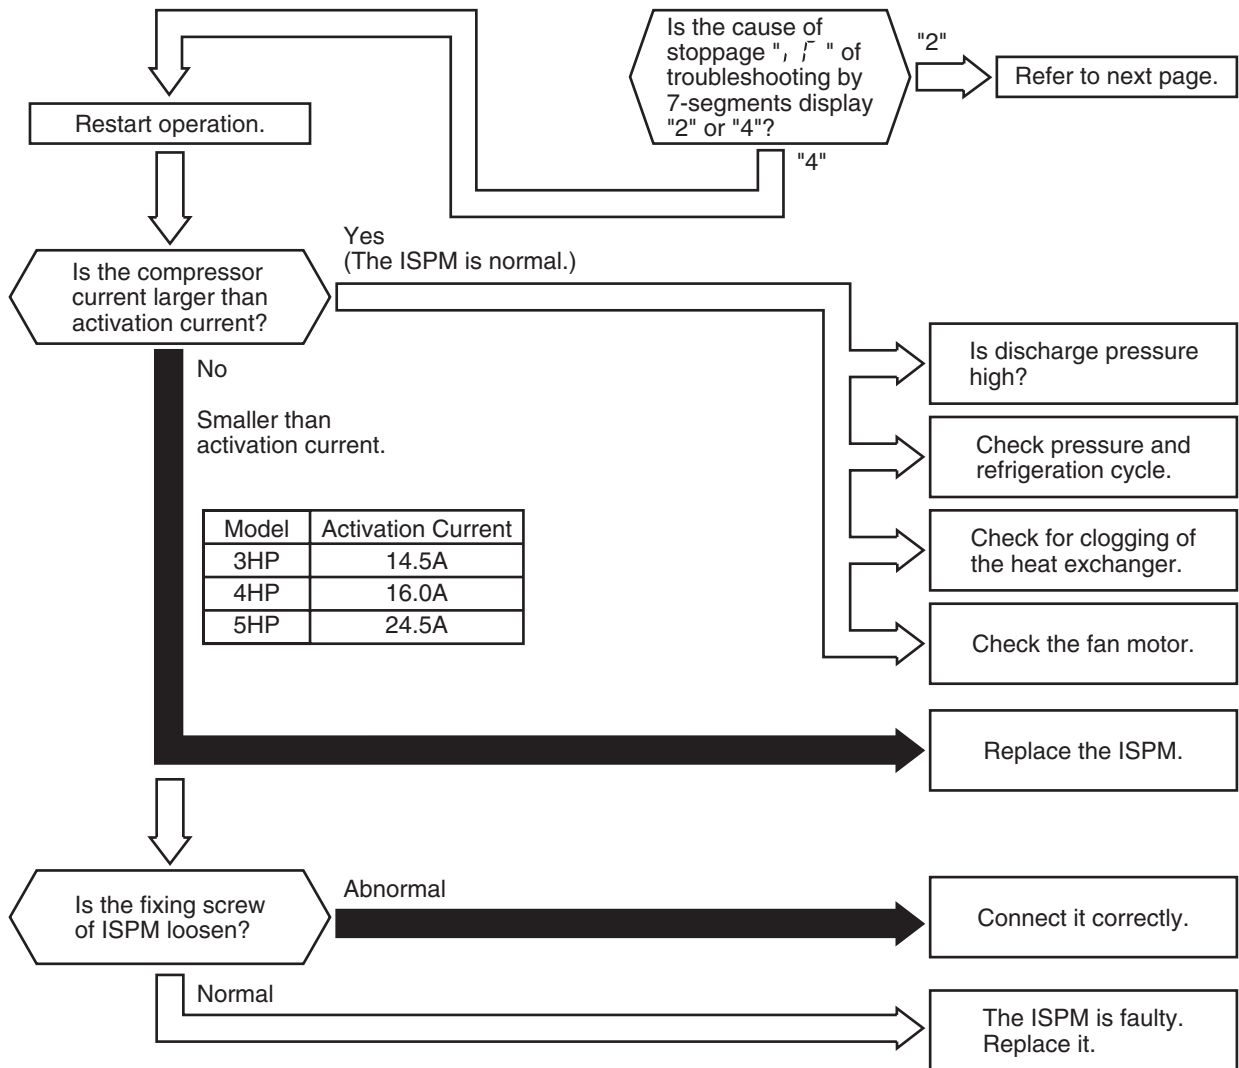 Is the cause of
stoppage " " of
troubleshooting by
7-segments display
"2" or "4"?
"2"
Refer to next page.
"4"
Restart operation.
Is the compressor
current larger than
activation current?
Yes
(The ISPM is normal.)
No
Smaller than
activation current.
Model Activation Current
3HP 14.5A
4HP 16.0A
5HP 24.5A
Is discharge pressure
high?
Check pressure and
refrigeration cycle.
Check for clogging of
the heat exchanger.
Check the fan motor.
Replace the ISPM.
Is the fixing screw
of ISPM loosen?
Abnormal
Connect it correctly.
Normal
The ISPM is faulty.
Replace it.